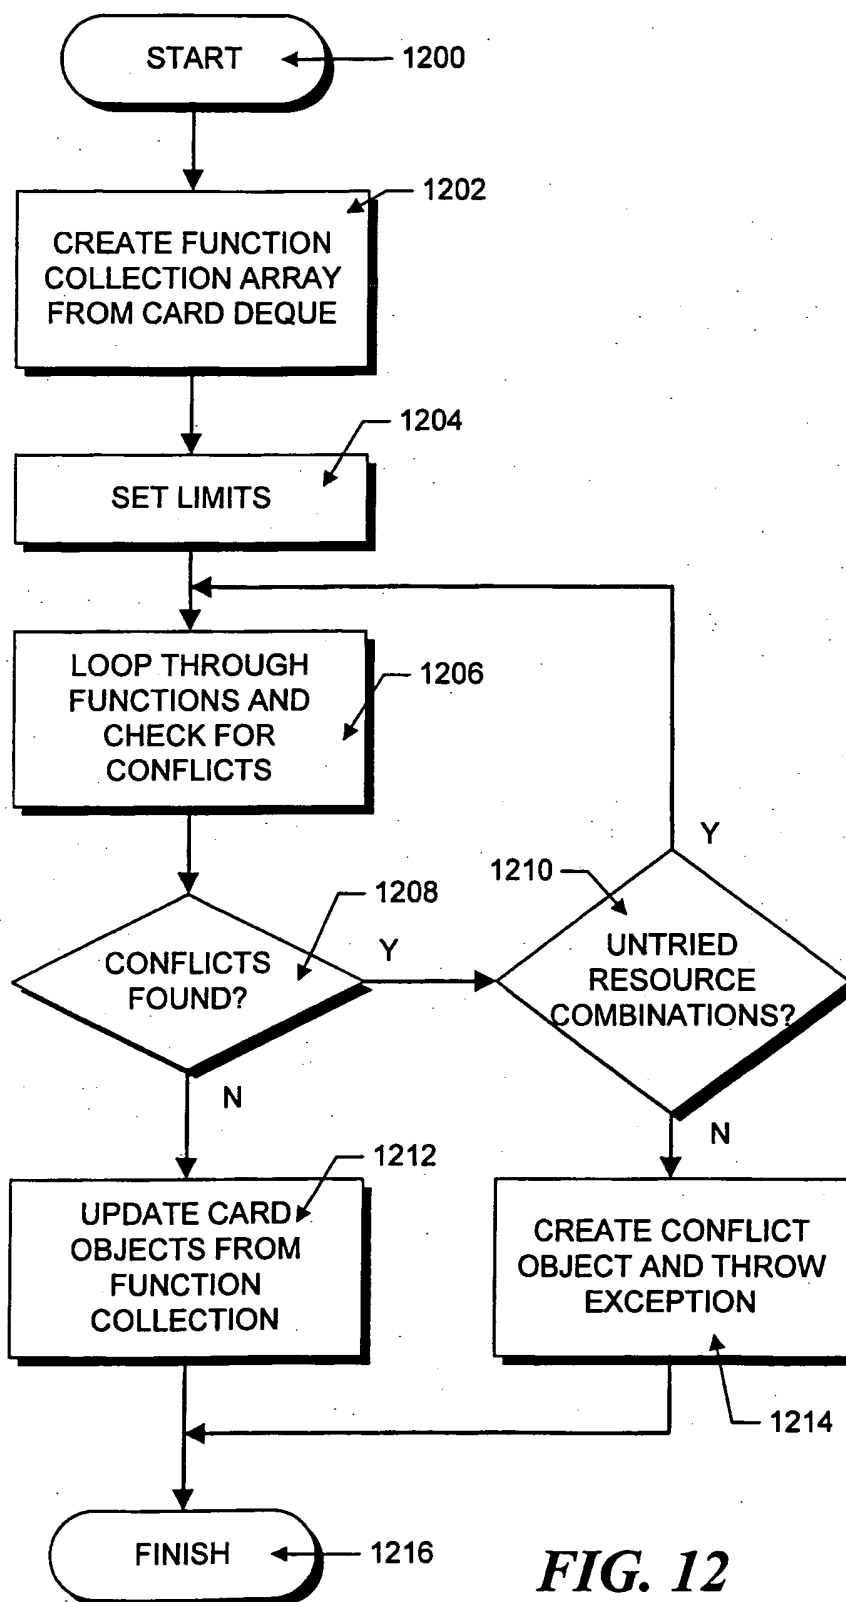 START
1200
1202
CREATE FUNCTION
COLLECTION ARRAY
FROM CARD DEQUE
1204
SET LIMITS
LOOP THROUGH
FUNCTIONS AND
CHECK FOR
CONFLICTS
1206
Y
1210
1208
CONFLICTS
FOUND?
Y
UNTRIED
RESOURCE
COMBINATIONS?
N
N
1212
UPDATE CARD
OBJECTS FROM
FUNCTION
COLLECTION
CREATE CONFLICT
OBJECT AND THROW
EXCEPTION
1214
FINISH
1216
FIG. 12